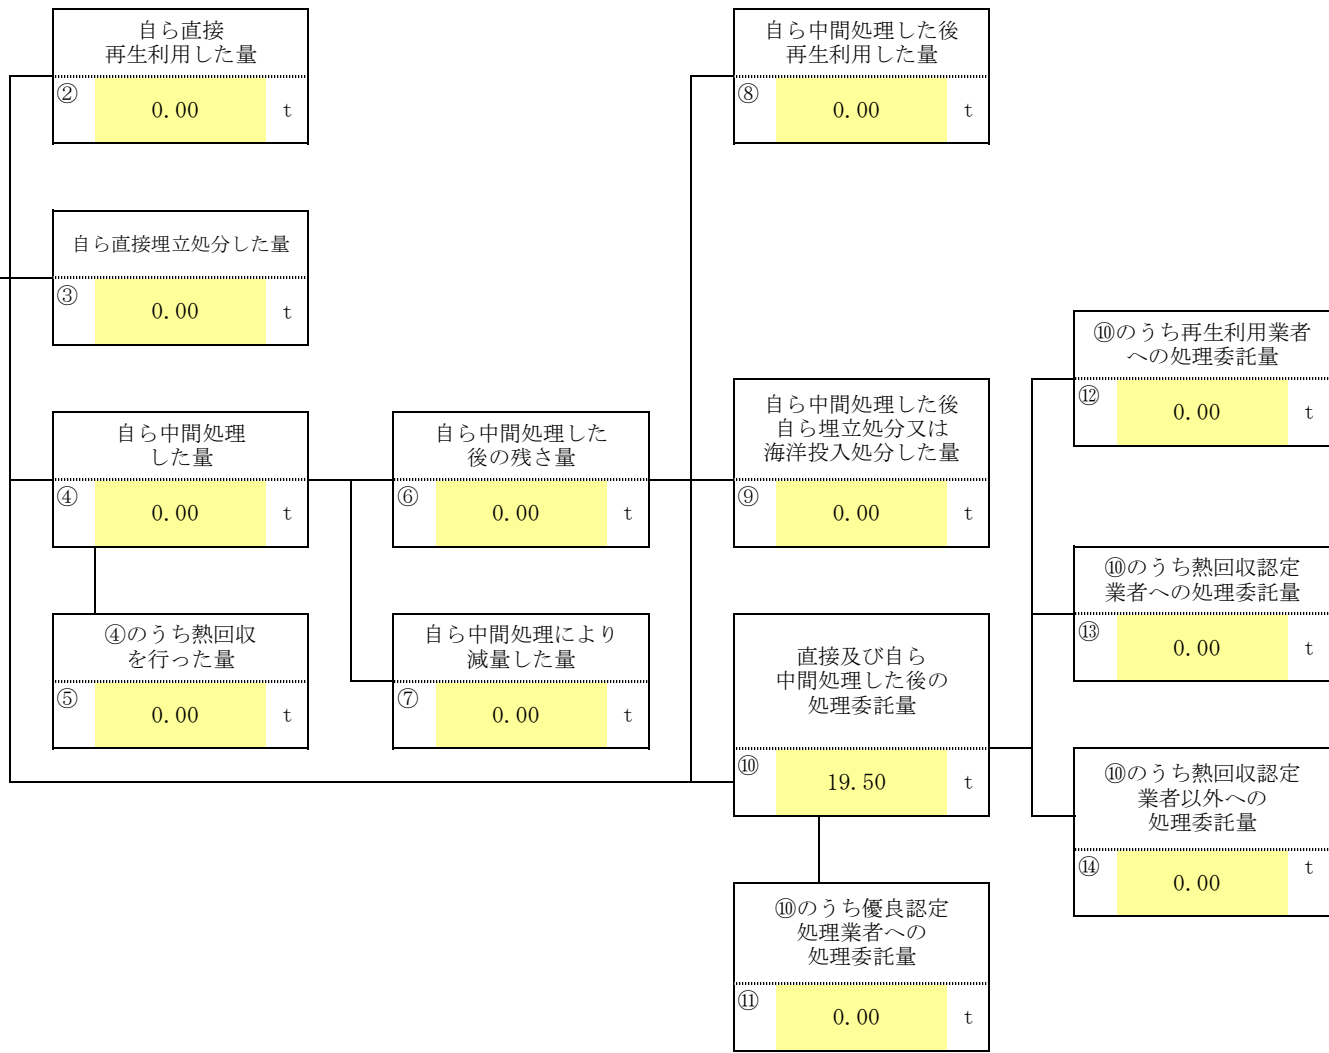 自ら直接
再生利用した量
② 0.00 t
自ら直接埋立処分した量
③ 0.00 t
自ら中間処理
した量
④ 0.00 t
④のうち熱回収
を行った量
⑤ 0.00 t
自ら中間処理した
後の残さ量
⑥ 0.00 t
自ら中間処理により
減量した量
⑦ 0.00 t
自ら中間処理した後
再生利用した量
⑧ 0.00 t
自ら中間処理した後
自ら埋立処分又は
海洋投入処分した量
⑨ 0.00 t
直接及び自ら
中間処理した後の
処理委託量
⑩ 19.50 t
⑩のうち優良認定
処理業者への
処理委託量
⑪ 0.00 t
⑩のうち再生利用業者
への処理委託量
⑫ 0.00 t
⑩のうち熱回収認定
業者への処理委託量
⑬ 0.00 t
⑩のうち熱回収認定
業者以外への
処理委託量
⑭ 0.00 t